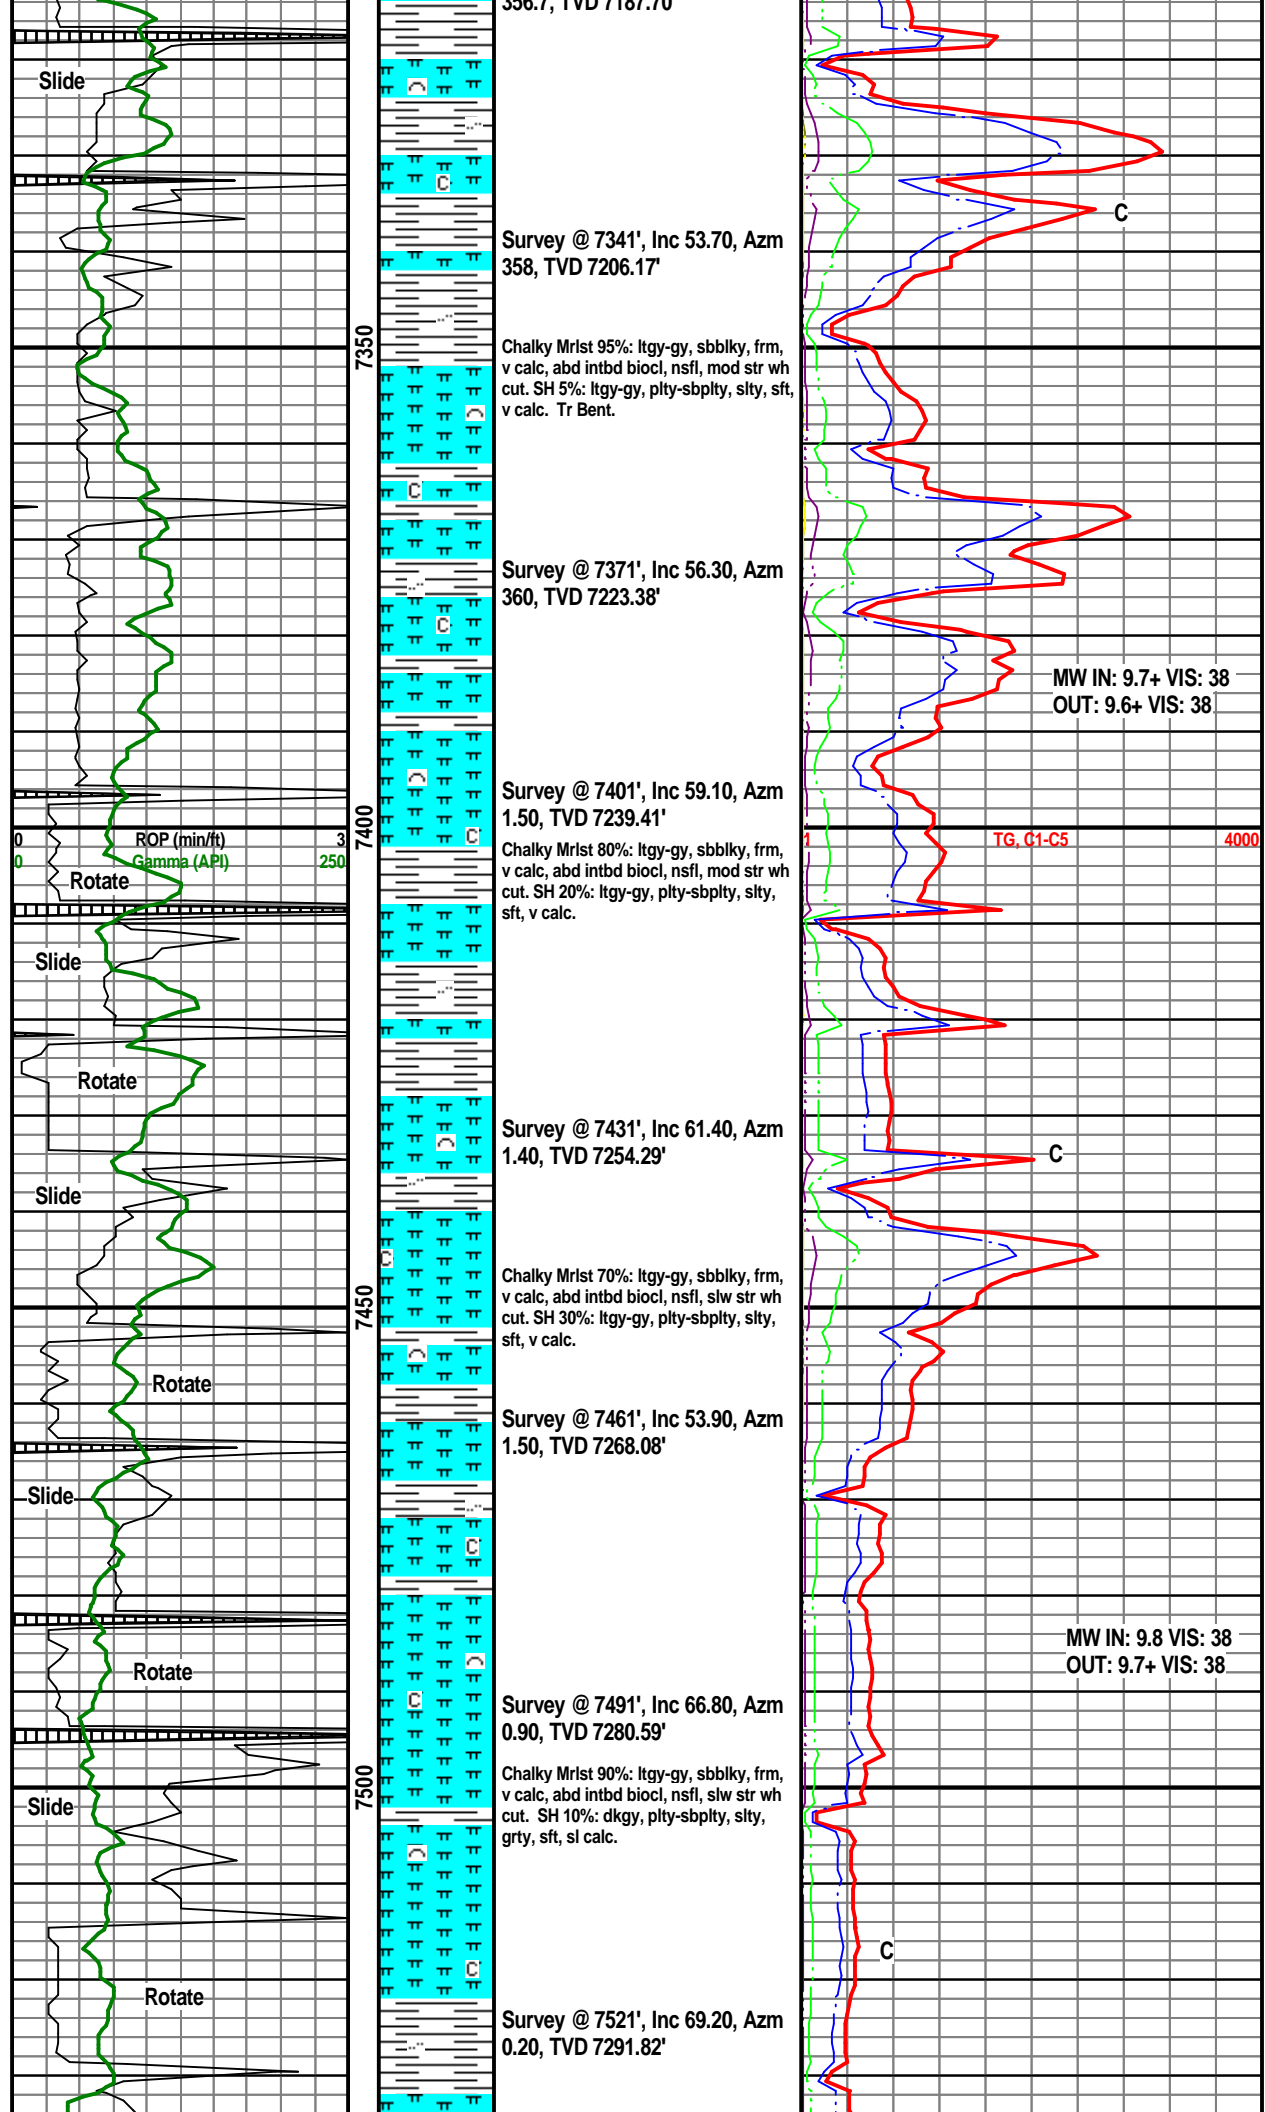 356.7, TVD 7187.70
Slide
C
C
Survey @ 7341', Inc 53.70, Azm
358, TVD 7206.17'
7350
Chalky Mrlst 95%: ltgy-gy, sbblky, frm,
v calc, abd intbd biocl, nsfl, mod str wh
cut. SH 5%: ltgy-gy, plty-sbplty, slty, sft,
v calc.  Tr Bent.
C
Survey @ 7371', Inc 56.30, Azm
360, TVD 7223.38'
C
MW IN: 9.7+ VIS: 38
OUT: 9.6+ VIS: 38
Survey @ 7401', Inc 59.10, Azm
1.50, TVD 7239.41'
7400
C
0 ROP (min/ft) 3
0 Gamma (API) 250
1 TG, C1-C5 4000
Chalky Mrlst 80%: ltgy-gy, sbblky, frm,
v calc, abd intbd biocl, nsfl, mod str wh
cut. SH 20%: ltgy-gy, plty-sbplty, slty,
sft, v calc.
Rotate
Slide
Rotate
Survey @ 7431', Inc 61.40, Azm
1.40, TVD 7254.29'
C
Slide
C
Chalky Mrlst 70%: ltgy-gy, sbblky, frm,
v calc, abd intbd biocl, nsfl, slw str wh
cut. SH 30%: ltgy-gy, plty-sbplty, slty,
sft, v calc.
7450
Rotate
Survey @ 7461', Inc 53.90, Azm
1.50, TVD 7268.08'
Slide
C
MW IN: 9.8 VIS: 38
OUT: 9.7+ VIS: 38
Rotate
C
Survey @ 7491', Inc 66.80, Azm
0.90, TVD 7280.59'
7500
Chalky Mrlst 90%: ltgy-gy, sbblky, frm,
v calc, abd intbd biocl, nsfl, slw str wh
cut.  SH 10%: dkgy, plty-sbplty, slty,
grty, sft, sl calc.
Slide
C
C
Rotate
Survey @ 7521', Inc 69.20, Azm
0.20, TVD 7291.82'